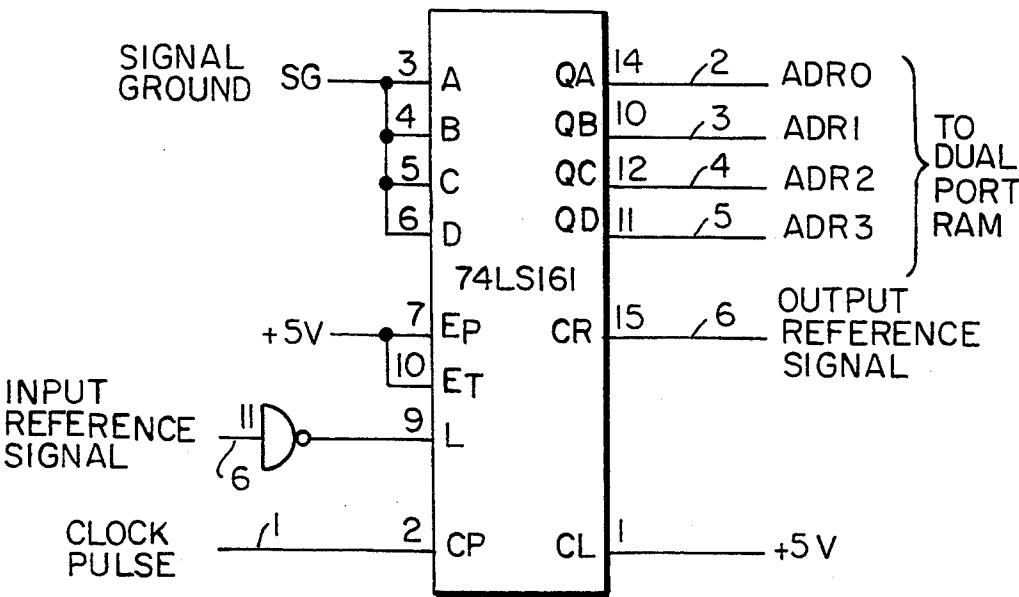 SIGNAL
GROUND
SG
3
A
4
B
5
C
6
D
QA
14
2
ADR0
QB
10
3
ADR1
QC
12
4
ADR2
QD
11
5
ADR3
TO
DUAL
PORT
RAM
74LS161
+5V
7
EP
10
ET
CR
15
6
OUTPUT
REFERENCE
SIGNAL
INPUT
REFERENCE
SIGNAL
11
6
9
L
CLOCK
PULSE
1
2
CP
CL
1
+5V